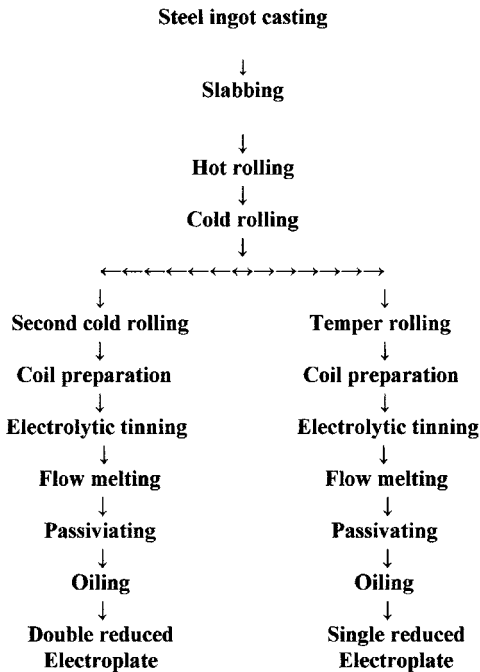 Steel ingot casting
↓
Slabbing
↓
Hot rolling
↓
Cold rolling
↓
←←←←←←↔→→→→→→
↓ ↓
Second cold rolling Temper rolling
↓ ↓
Coil preparation Coil preparation
↓ ↓
Electrolytic tinning Electrolytic tinning
↓ ↓
Flow melting Flow melting
↓ ↓
Passiviating Passivating
↓ ↓
Oiling Oiling
↓ ↓
Double reduced Single reduced
Electroplate Electroplate